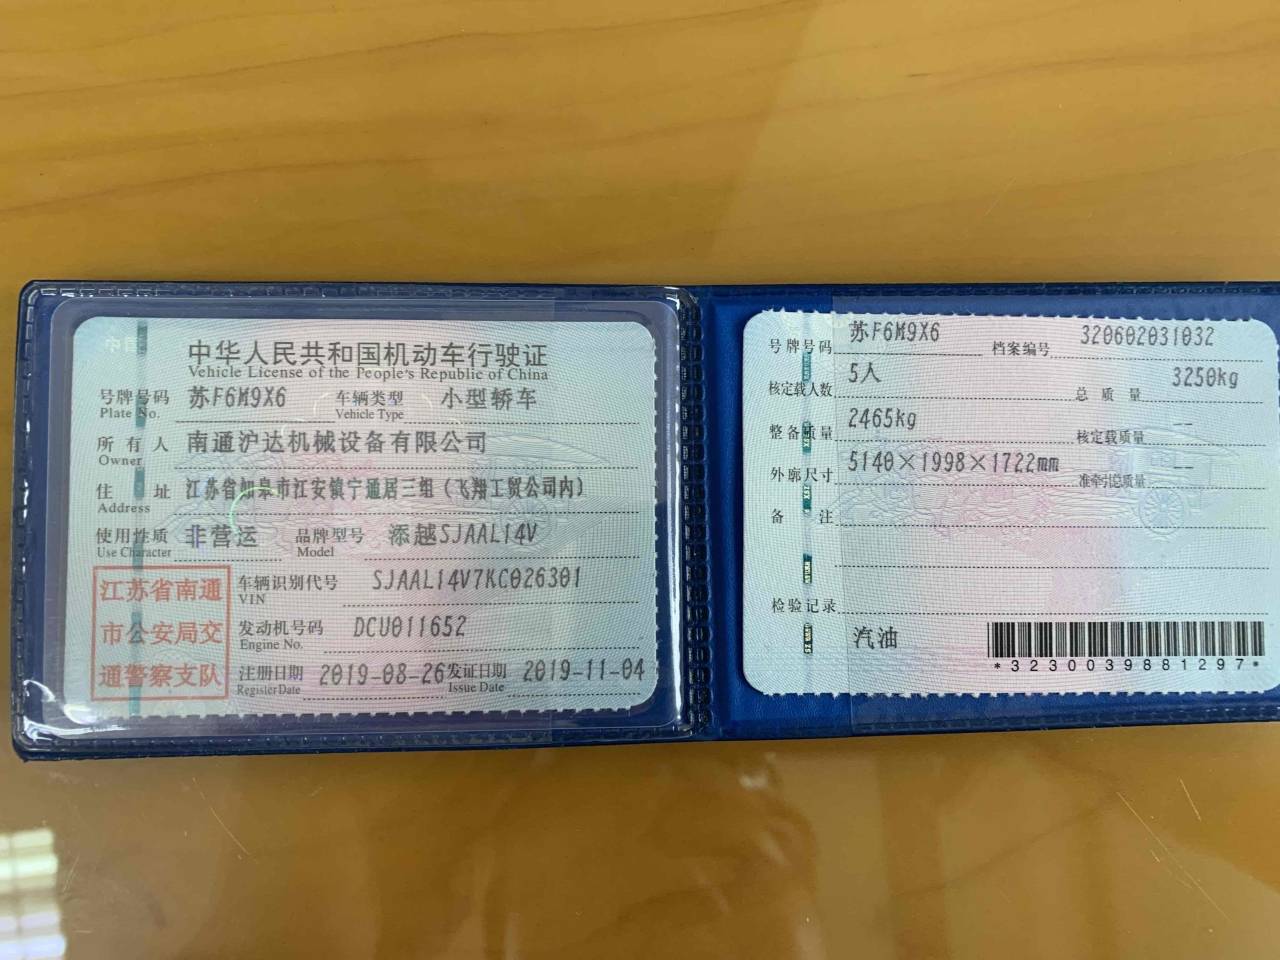 中华人民共和国机动车行驶证
Vehicle License of the People's Republic of China
号牌号码 苏F6M9X6 车辆类型 小型轿车
Plate No. Vehicle Type
所有人 南通沪达机械设备有限公司
Owner
住址 江苏省如皋市江安镇宁通居三组(飞翔工贸公司内)
Address
使用性质 非营运 品牌型号 添越SJAAL14V
Use Character Model
江苏省南通市公安局交通警察支队
车辆识别代号 SJAAL14V7KC026301
VIN
发动机号码 DCU011652
Engine No.
注册日期 2019-08-26 发证日期 2019-11-04
Register Date Issue Date
号牌号码 苏F6M9X6 档案编号 320602031032
核定载人数 5人 总质量 3250kg
整备质量 2465kg 核定载质量 --
外廓尺寸 5140×1998×1722mm 准牵引总质量 --
备注
检验记录
汽油
*3230039881297*